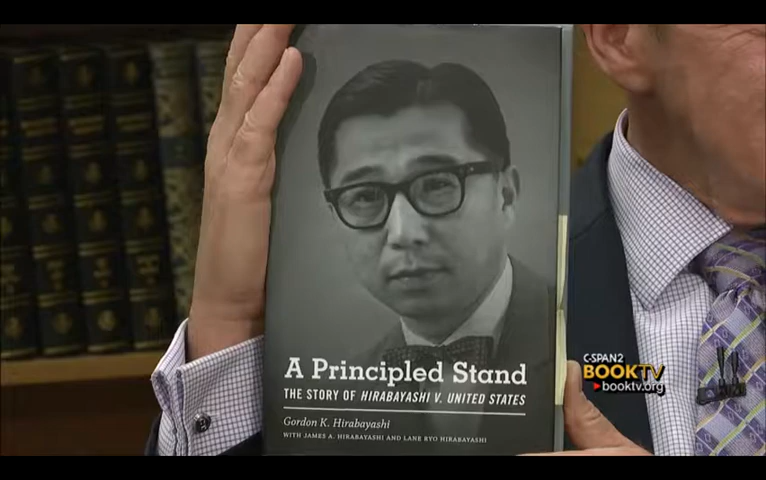 A Principled Stand
THE STORY OF HIRABAYASHI V. UNITED STATES
Gordon K. Hirabayashi
WITH JAMES A. HIRABAYASHI AND LANE RYO HIRABAYASHI
C-SPAN2
BOOKTV
booktv.org